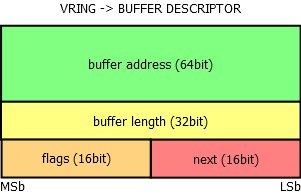 VRING -> BUFFER DESCRIPTOR
buffer address (64bit)
buffer length (32bit)
flags (16bit) next (16bit)
MSb LSb